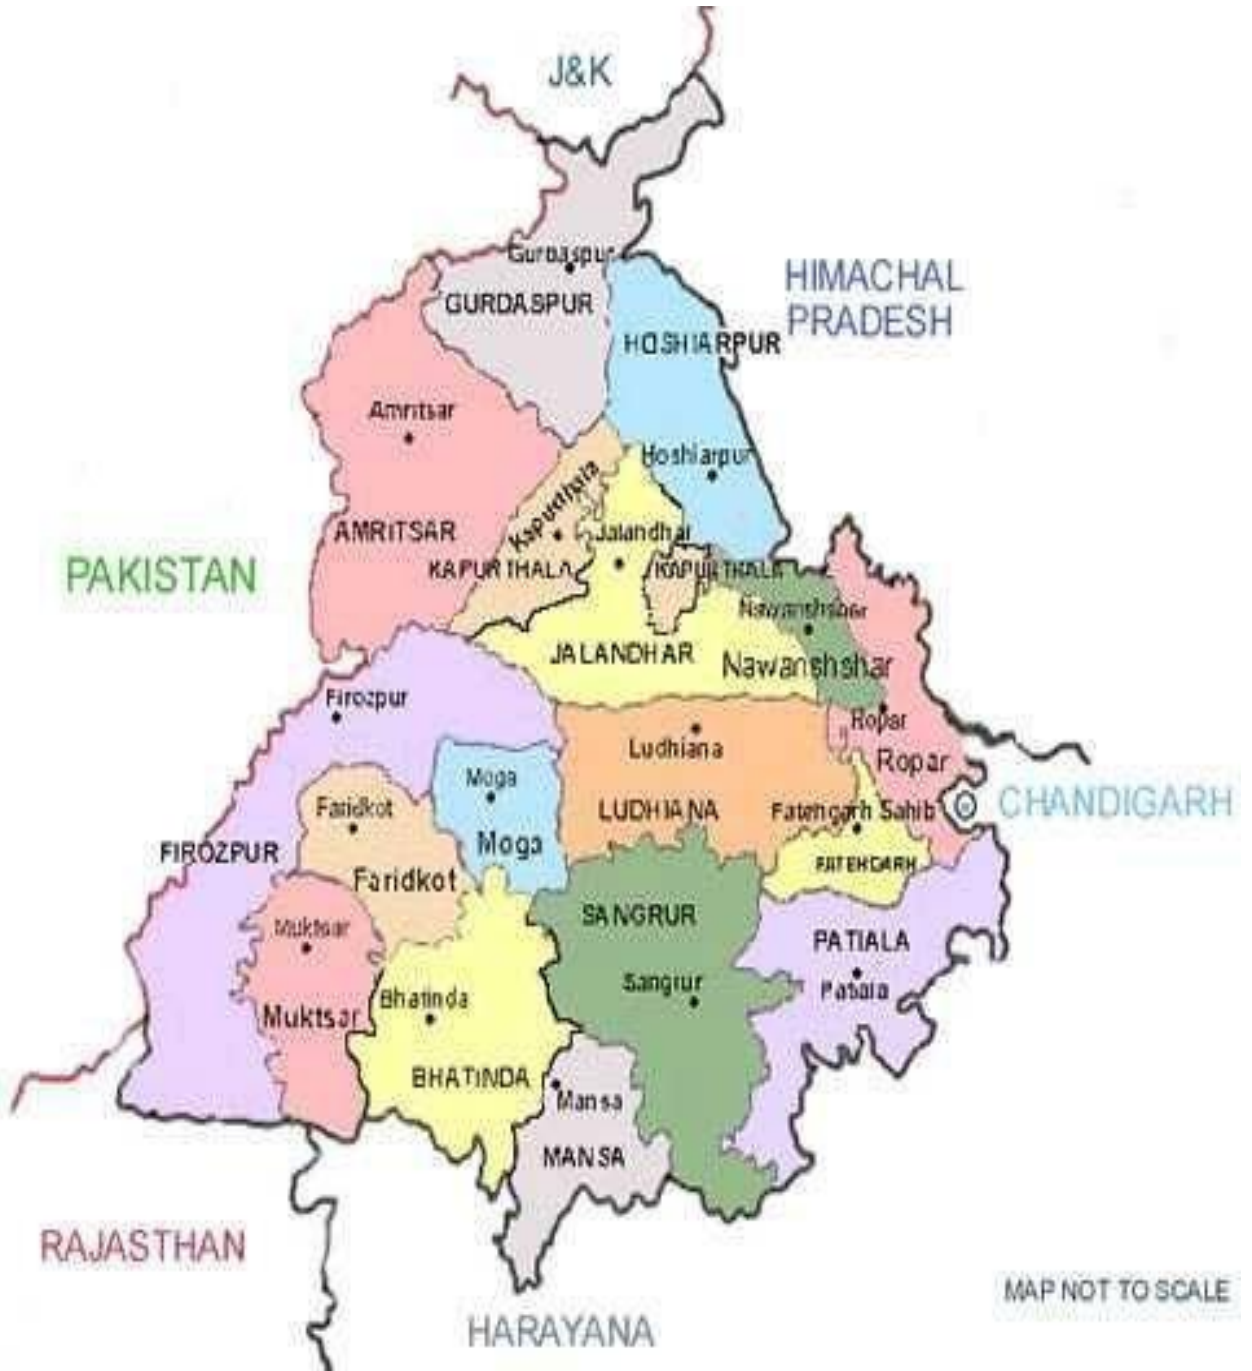 J&K
Gurdaspur
GURDASPUR
HIMACHAL
PRADESH
HOSHIARPUR
Amritsar
Hoshiarpur
Kapurthala
AMRITSAR
Jalandhar
PAKISTAN
KAPURTHALA
KAPURTHALA
Nawanshahar
JALANDHAR
Nawanshshar
Firozpur
Ropar
Ludhiana
Ropar
Moga
Faridkot
LUDHIANA
Fatehgarh Sahib
CHANDIGARH
Moga
FIROZPUR
FATEHGARH
Faridkot
SANGRUR
Muktsar
PATIALA
Sangrur
Patiala
Bhatinda
Muktsar
BHATINDA
Mansa
MANSA
RAJASTHAN
MAP NOT TO SCALE
HARAYANA